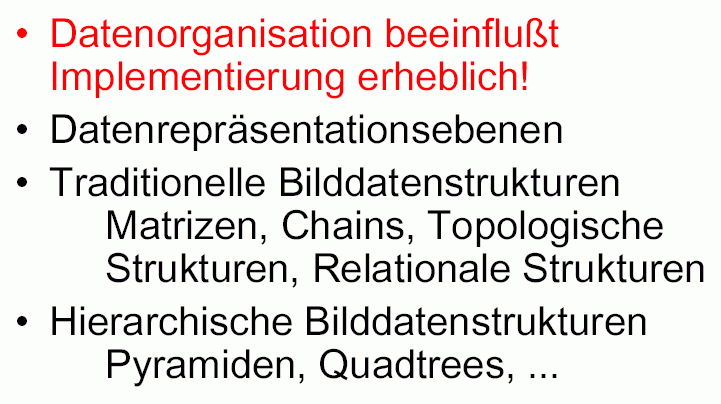 • Datenorganisation beeinflußt
Implementierung erheblich!
• Datenrepräsentationsebenen
• Traditionelle Bilddatenstrukturen
Matrizen, Chains, Topologische
Strukturen, Relationale Strukturen
• Hierarchische Bilddatenstrukturen
Pyramiden, Quadtrees, ...